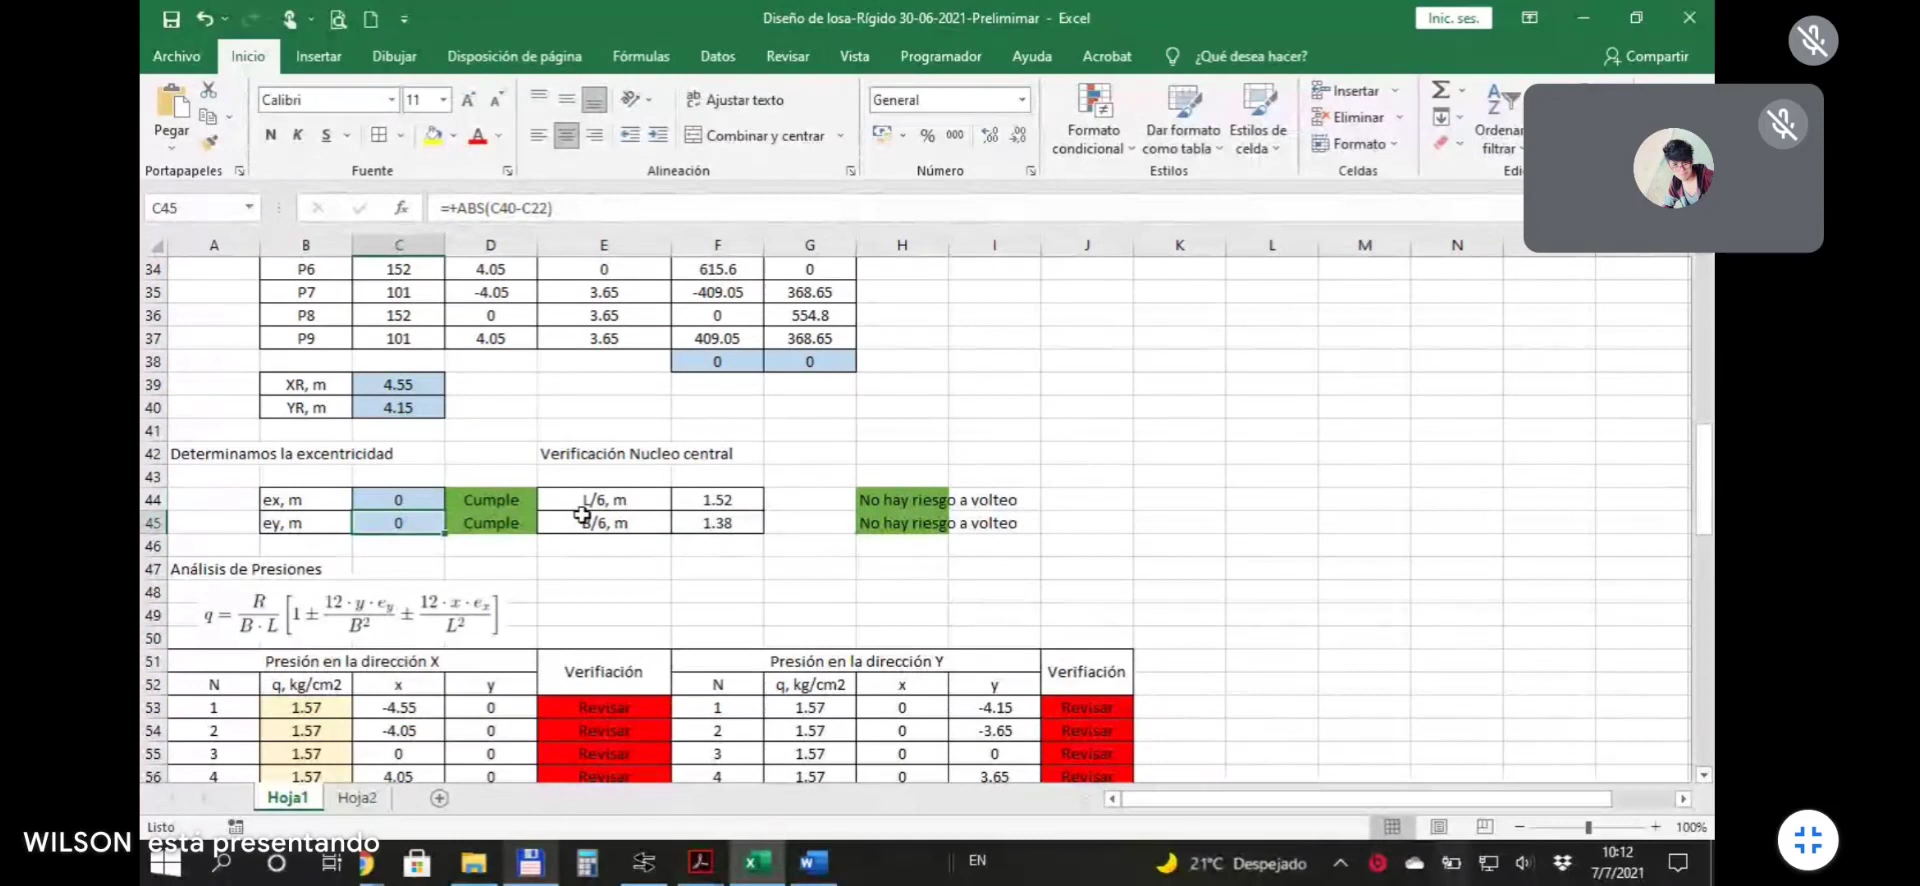 Diseño de losa-Rígido 30-06-2021-Prelimimar - Excel
Inic. ses.
Archivo Inicio Insertar Dibujar Disposición de página Fórmulas Datos Revisar Vista Programador Ayuda Acrobat ¿Qué desea hacer? Compartir
Calibri 11 Ajustar texto General Insertar
Pegar N K S Combinar y centrar % 000 Formato condicional Dar formato como tabla Estilos de celda Eliminar Formato Ordenar filtrar
Portapapeles Fuente Alineación Número Estilos Celdas Edi
C45 fx =+ABS(C40-C22)
A B C D E F G H I J K L M N
34 P6 152 4.05 0 615.6 0
35 P7 101 -4.05 3.65 -409.05 368.65
36 P8 152 0 3.65 0 554.8
37 P9 101 4.05 3.65 409.05 368.65
38 0 0
39 XR, m 4.55
40 YR, m 4.15
41
42 Determinamos la excentricidad Verificación Nucleo central
43
44 ex, m 0 Cumple L/6, m 1.52 No hay riesgo a volteo
45 ey, m 0 Cumple B/6, m 1.38 No hay riesgo a volteo
46
47 Análisis de Presiones
48
49 q = R / B · L [1 ± 12 · y · e_y / B² ± 12 · x · e_x / L²]
50
51 Presión en la dirección X Verifiación Presión en la dirección Y Verifiación
52 N q, kg/cm2 x y N q, kg/cm2 x y
53 1 1.57 -4.55 0 Revisar 1 1.57 0 -4.15 Revisar
54 2 1.57 -4.05 0 Revisar 2 1.57 0 -3.65 Revisar
55 3 1.57 0 0 Revisar 3 1.57 0 0 Revisar
56 4 1.57 4.05 0 Revisar 4 1.57 0 3.65 Revisar
Hoja1 Hoja2
Listo 100%
WILSON está presentando
EN 21°C Despejado 10:12
7/7/2021